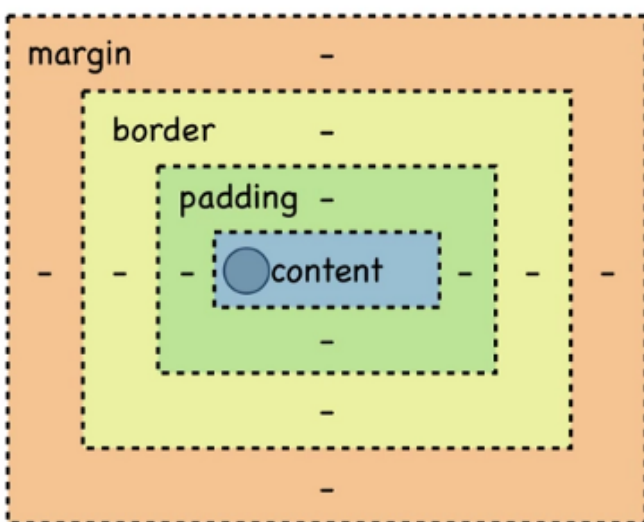 margin -
border -
padding -
- - - content - - -
-
-
-